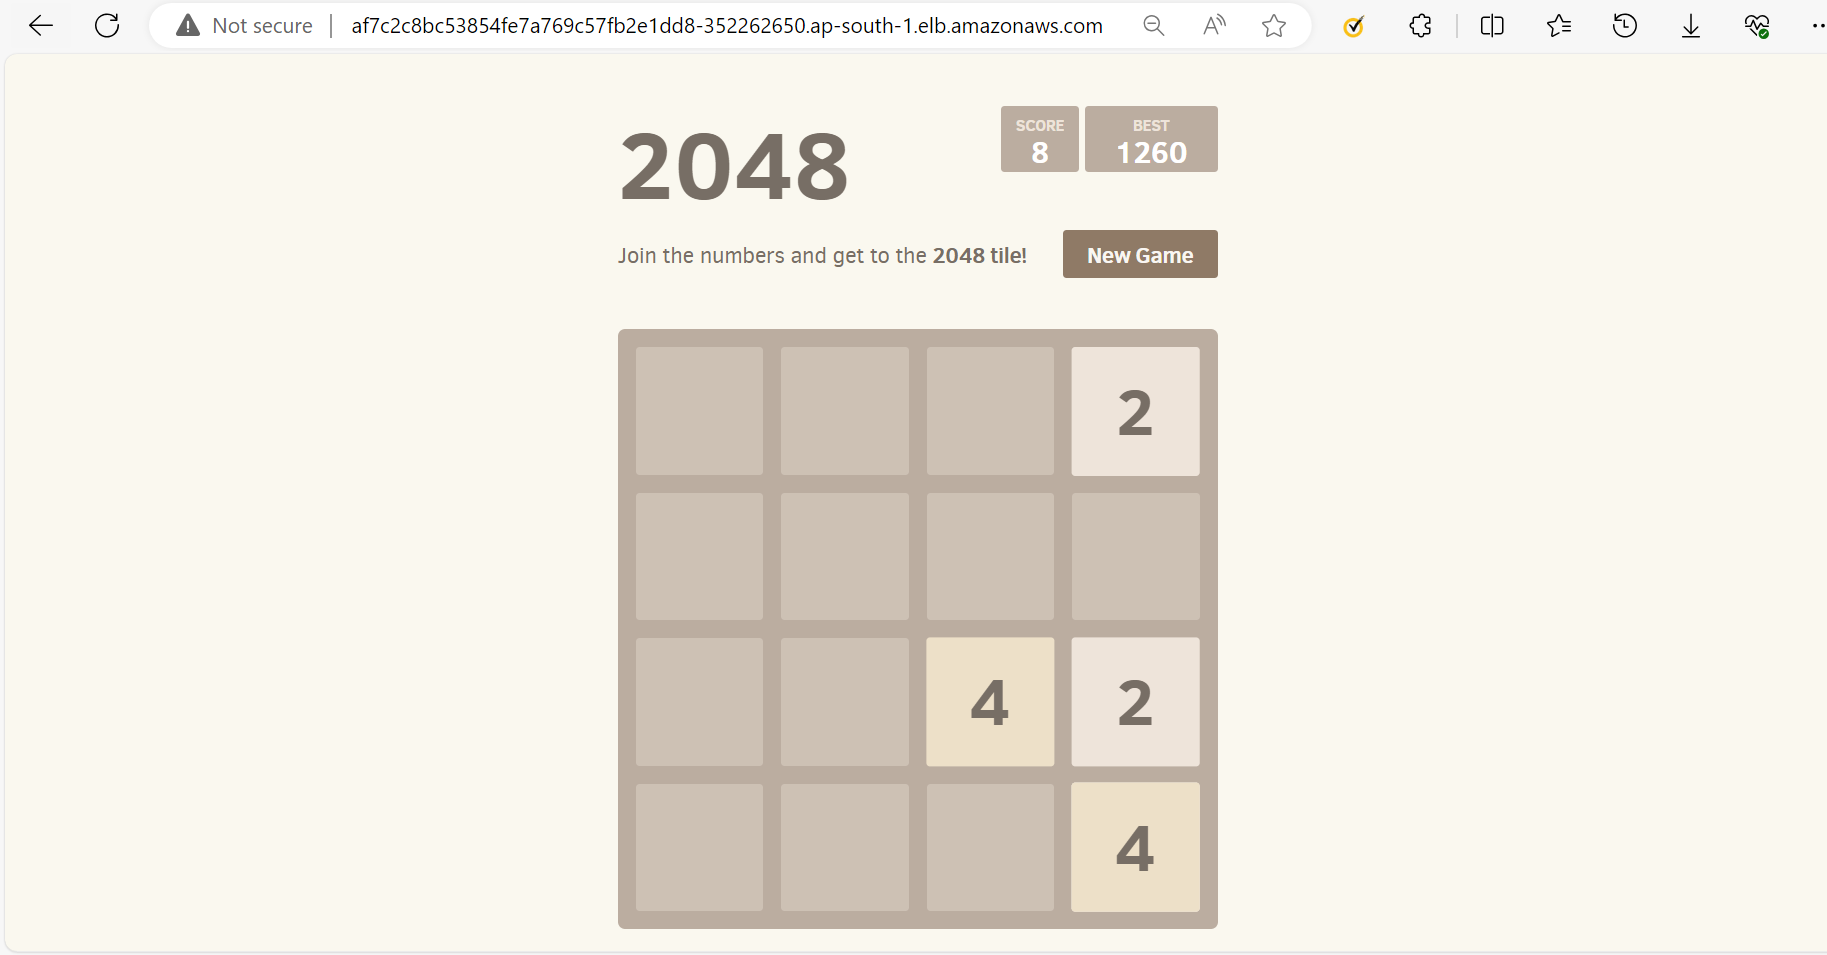 Not secure af7c2c8bc53854fe7a769c57fb2e1dd8-352262650.ap-south-1.elb.amazonaws.com
2048
SCORE
8
BEST
1260
Join the numbers and get to the 2048 tile!
New Game
2
4 2
4